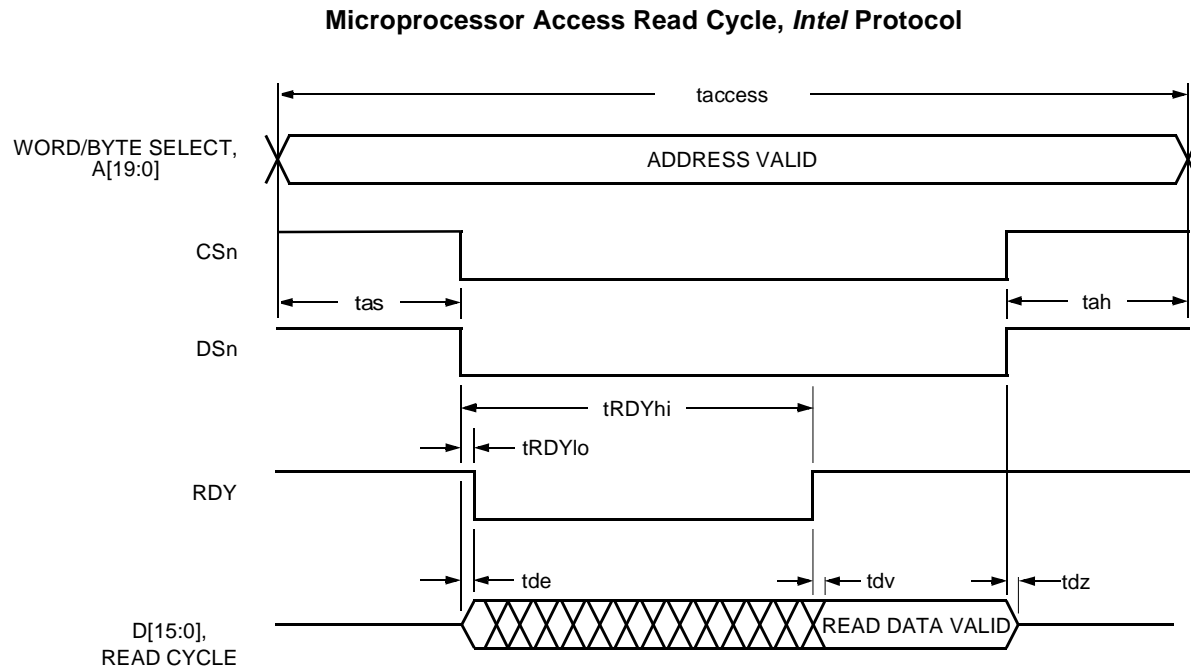 Microprocessor Access Read Cycle, Intel Protocol
taccess
WORD/BYTE SELECT,
A[19:0]
ADDRESS VALID
CSn
tas
tah
DSn
tRDYhi
tRDYlo
RDY
tde
tdv
tdz
D[15:0],
READ CYCLE
READ DATA VALID